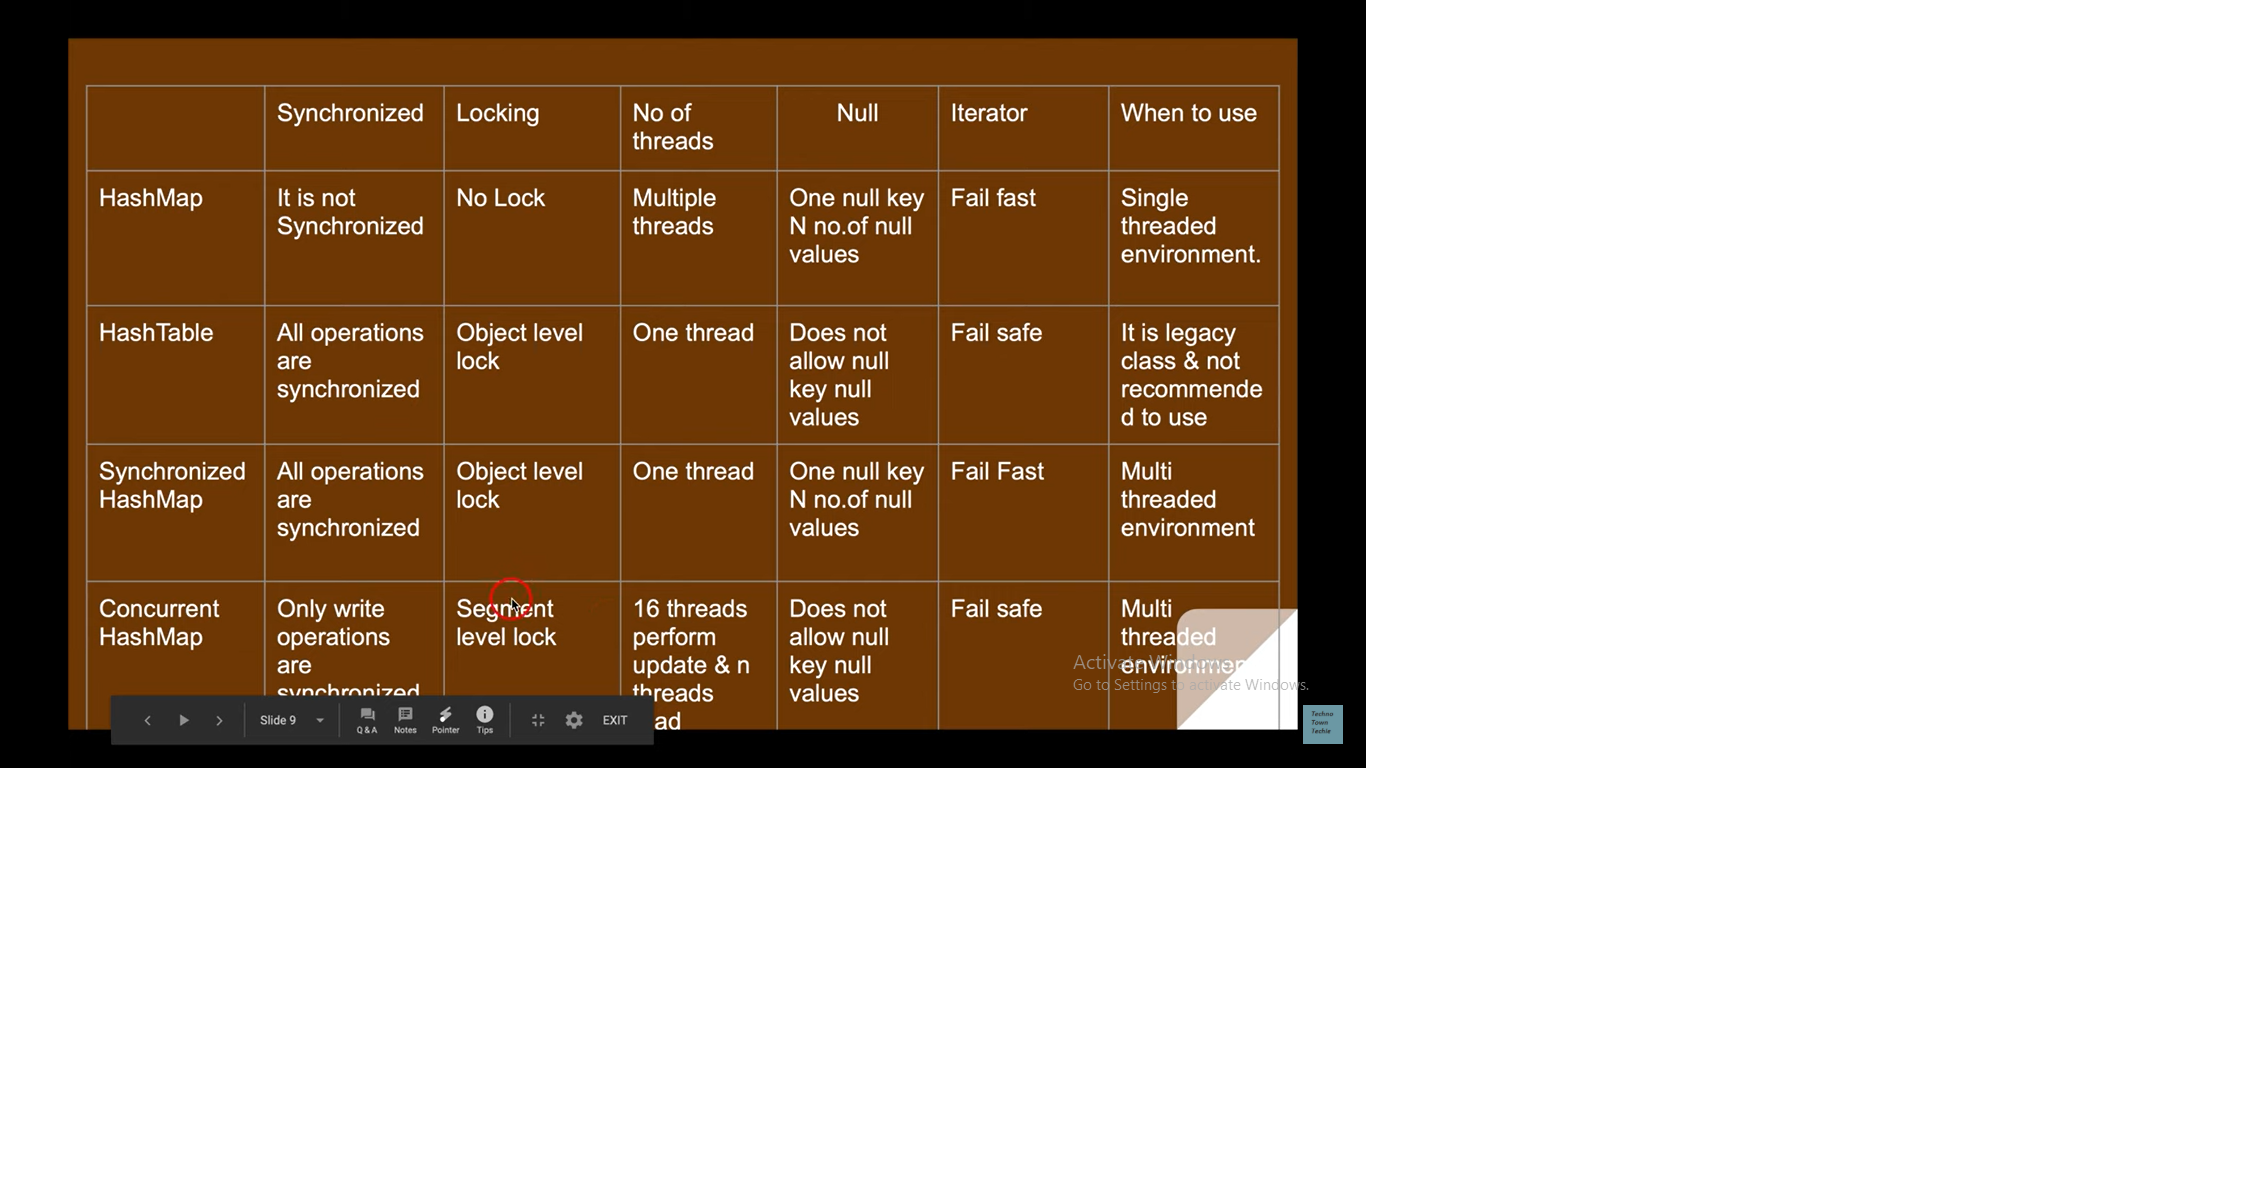 Synchronized
Locking
No of
threads
Null
Iterator
When to use
HashMap
It is not
Synchronized
No Lock
Multiple
threads
One null key
N no.of null
values
Fail fast
Single
threaded
environment.
HashTable
All operations
are
synchronized
Object level
lock
One thread
Does not
allow null
key null
values
Fail safe
It is legacy
class & not
recommende
d to use
Synchronized
HashMap
All operations
are
synchronized
Object level
lock
One thread
One null key
N no.of null
values
Fail Fast
Multi
threaded
environment
Concurrent
HashMap
Only write
operations
are
synchronized
Segment
level lock
16 threads
perform
update & n
threads
Does not
allow null
key null
values
Fail safe
Multi
threaded
Activate Windows
Go to Settings to activate Windows.
Slide 9
Q & A
Notes
Pointer
Tips
EXIT
Techno
Town
Techie